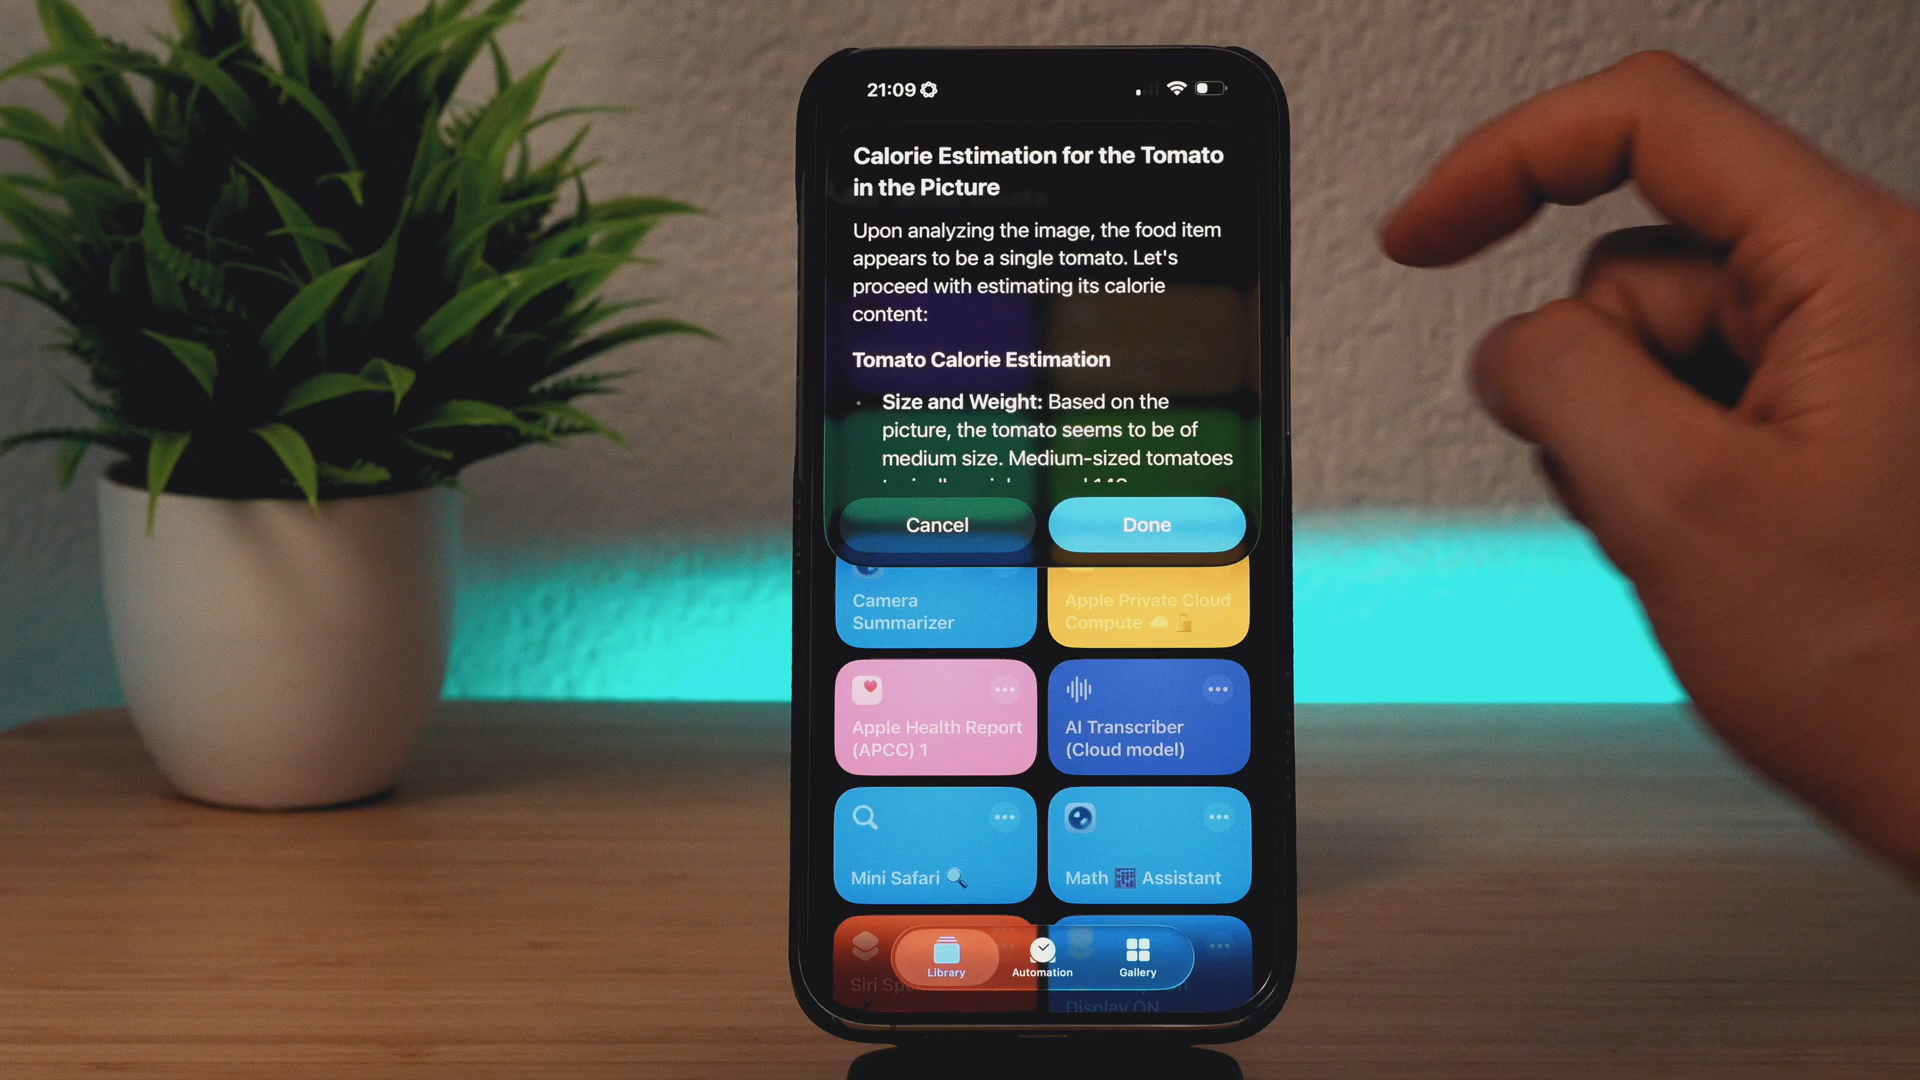 21:09
Calorie Estimation for the Tomato
in the Picture
Upon analyzing the image, the food item
appears to be a single tomato. Let's
proceed with estimating its calorie
content:
Tomato Calorie Estimation
• Size and Weight: Based on the
picture, the tomato seems to be of
medium size. Medium-sized tomatoes
Cancel
Done
Camera
Summarizer
Apple Private Cloud
Compute
Apple Health Report
(APCC) 1
AI Transcriber
(Cloud model)
Mini Safari
Math Assistant
Siri
Display ON
Library
Automation
Gallery